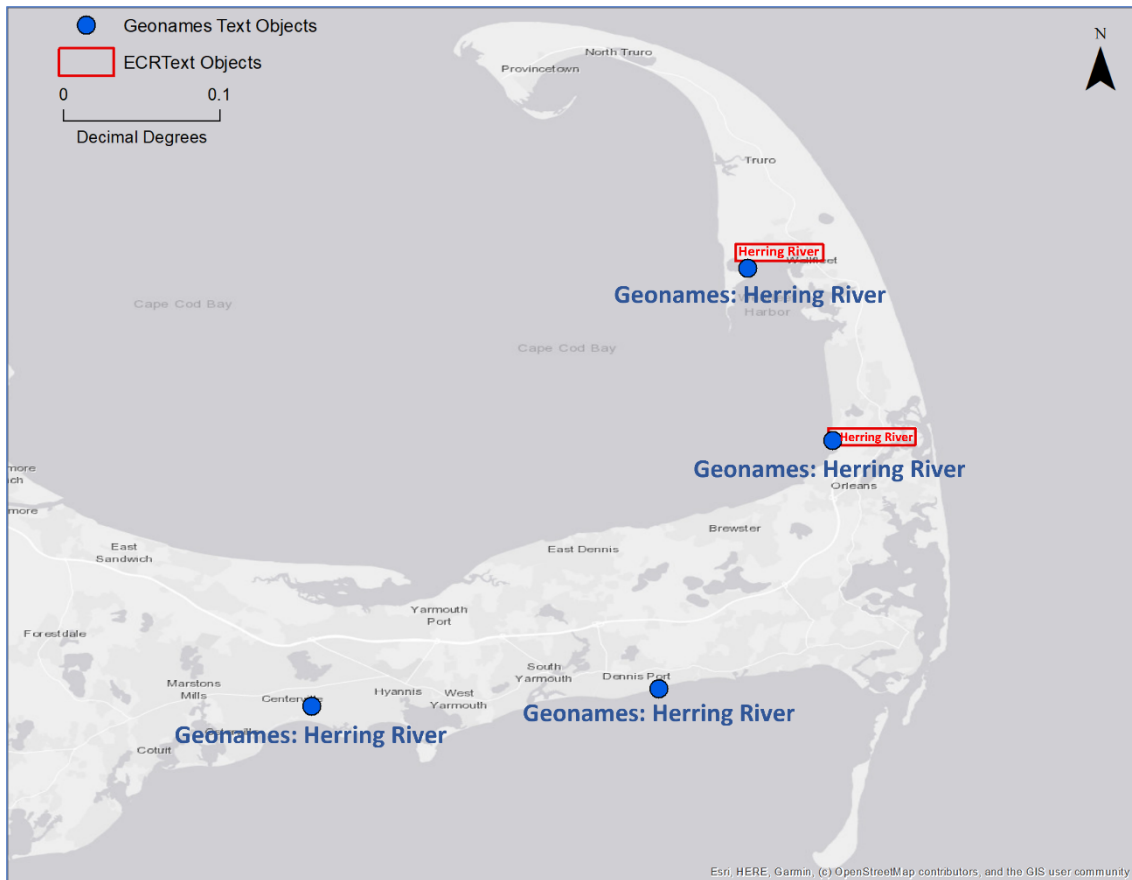 Geonames Text Objects
ECRText Objects
0 0.1
Decimal Degrees
N
North Truro
Provincetown
Truro
Herring River
Wellfleet
Geonames: Herring River
Harbor
Cape Cod Bay
Cape Cod Bay
Herring River
Geonames: Herring River
Orleans
more
ch
more
Brewster
East
Sandwich
East Dennis
Yarmouth
Port
Forestdale
Marstons
Mills
South
Yarmouth
Dennis Port
Hyannis
West
Yarmouth
Centerville
Geonames: Herring River
Geonames: Herring River
Cotuit
Esri, HERE, Garmin, (c) OpenStreetMap contributors, and the GIS user community